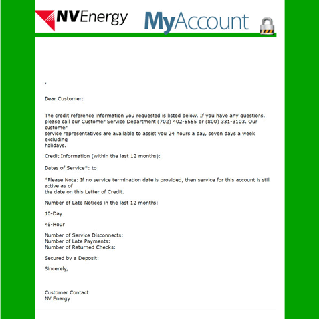 NVEnergy
MyAccount
Dear Customer:
The credit reference information you requested is listed below. If you have any questions,
please call our Customer Service Department (702) or (800) Our
customer
service representatives are available to assist you 24 hours a day, seven days a week
excluding
holidays.
Credit Information (within the last 12 months):
Dates of Service*: to
*Please Note: If no service termination date is provided, then service for this account is still
active as of
the date on this Letter of Credit.
Number of Late Notices in the last 12 months:
15-Day
48-Hour
Number of Service Disconnects:
Number of Late Payments:
Number of Returned Checks:
Secured by a Deposit
Sincerely,
Customer Contact
NV Energy